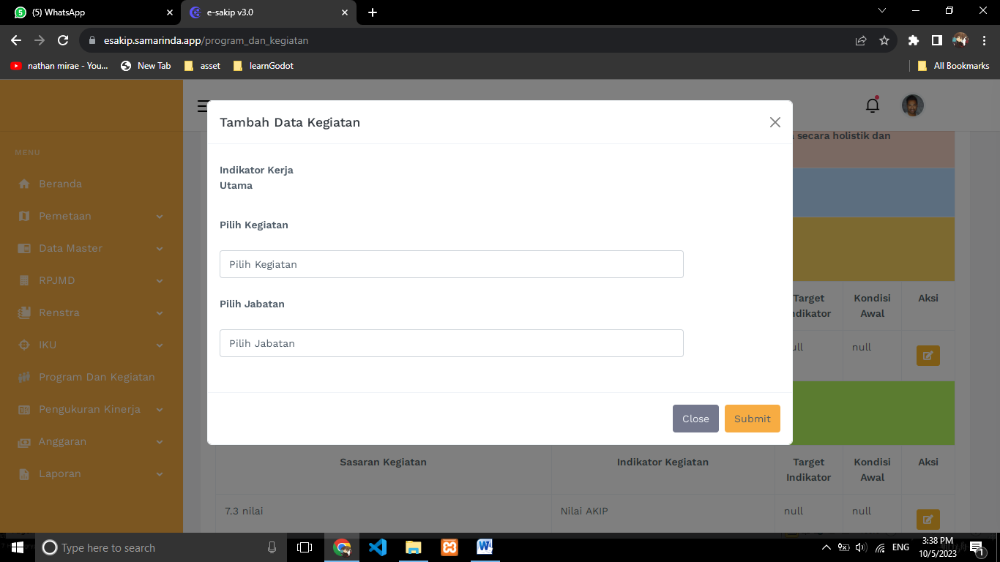 (5) WhatsApp
e-sakip v3.0
esakip.samarinda.app/program_dan_kegiatan
nathan mirae - You...
New Tab
asset
learnGodot
All Bookmarks
Tambah Data Kegiatan
secara holistik dan
MENU
Beranda
Pemetaan
Data Master
RPJMD
Renstra
IKU
Program Dan Kegiatan
Pengukuran Kinerja
Anggaran
Laporan
Indikator Kerja
Utama
Pilih Kegiatan
Pilih Kegiatan
Pilih Jabatan
Pilih Jabatan
Close
Submit
Target
ndikator
Kondisi
Awal
Aksi
ull
null
Sasaran Kegiatan
Indikator Kegiatan
Target
Indikator
Kondisi
Awal
Aksi
7.3 nilai
Nilai AKIP
null
null
Type here to search
ENG
3:38 PM
10/5/2023
1